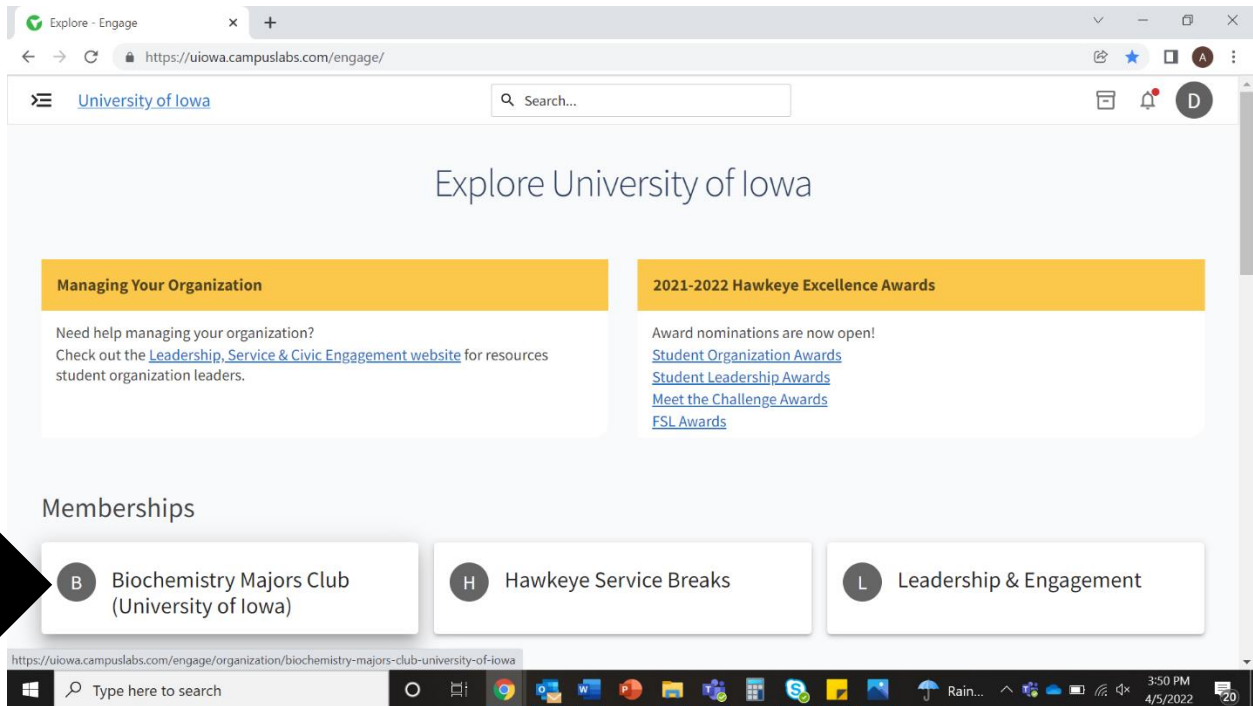 Explore - Engage
https://uiowa.campuslabs.com/engage/
A
University of Iowa
Search...
D
Explore University of Iowa
Managing Your Organization
Need help managing your organization?
Check out the Leadership, Service & Civic Engagement website for resources
student organization leaders.
2021-2022 Hawkeye Excellence Awards
Award nominations are now open!
Student Organization Awards
Student Leadership Awards
Meet the Challenge Awards
FSL Awards
Memberships
B
Biochemistry Majors Club
(University of Iowa)
H
Hawkeye Service Breaks
L
Leadership & Engagement
https://uiowa.campuslabs.com/engage/organization/biochemistry-majors-club-university-of-iowa
Type here to search
Rain...
3:50 PM
4/5/2022
20